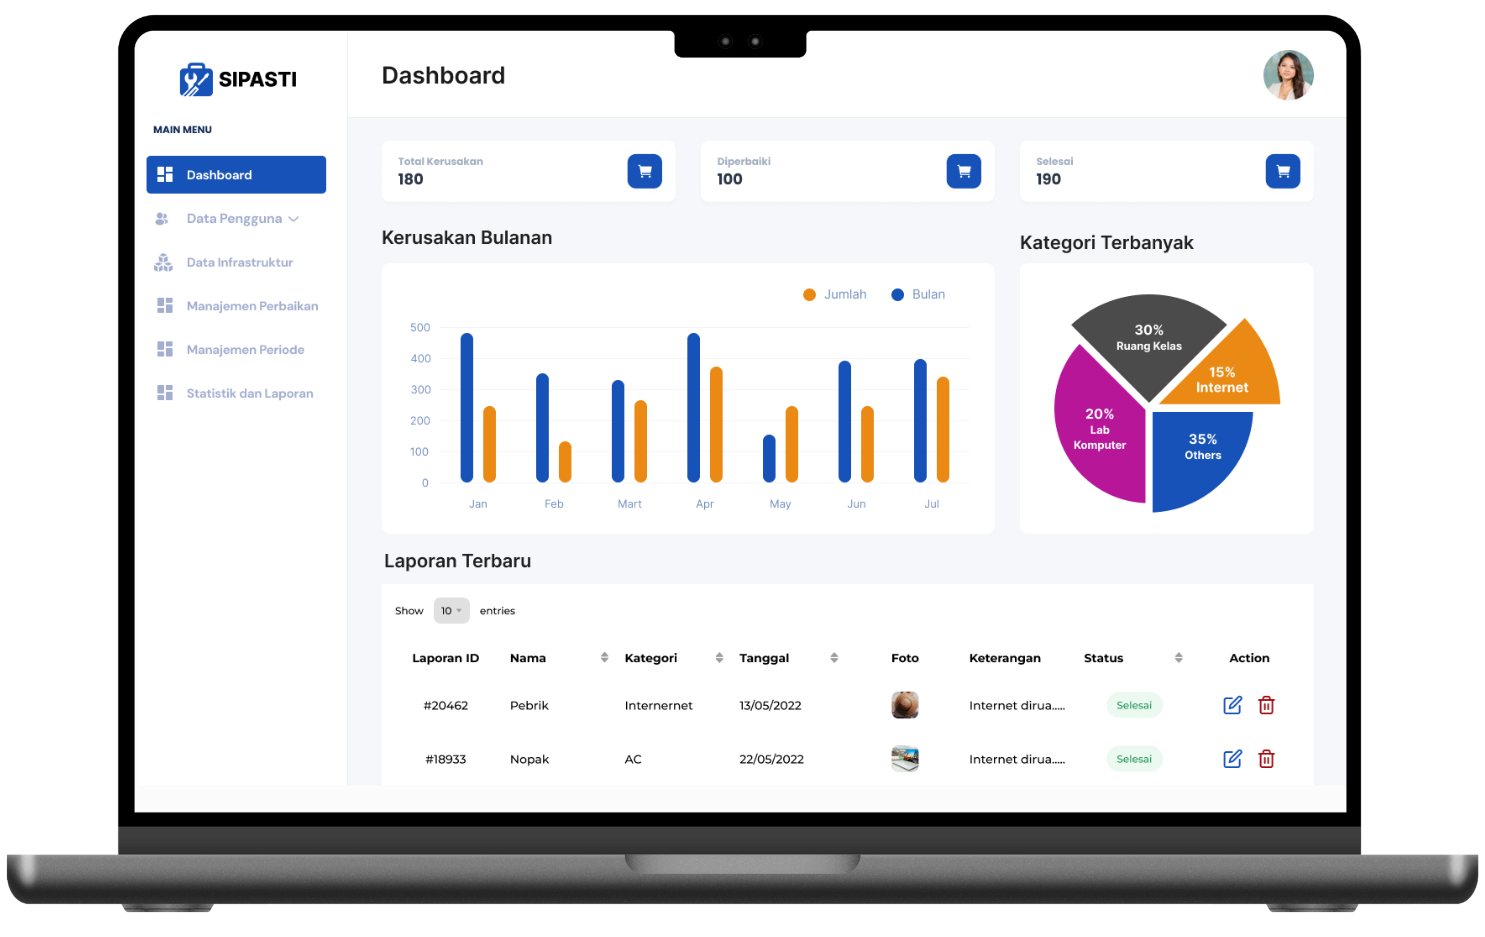 SIPASTI
Dashboard
MAIN MENU
Dashboard
Data Pengguna
Data Infrastruktur
Manajemen Perbaikan
Manajemen Periode
Statistik dan Laporan
Total Kerusakan
180
Diperbaiki
100
Selesai
190
Kerusakan Bulanan
Jumlah Bulan
500
400
300
200
100
0
Jan Feb Mart Apr May Jun Jul
Kategori Terbanyak
30%
Ruang Kelas
15%
Internet
20%
Lab
Komputer
35%
Others
Laporan Terbaru
Show 10 entries
Laporan ID Nama Kategori Tanggal Foto Keterangan Status Action
#20462 Pebrik Internernet 13/05/2022 Internet dirua..... Selesai
#18933 Nopak AC 22/05/2022 Internet dirua..... Selesai